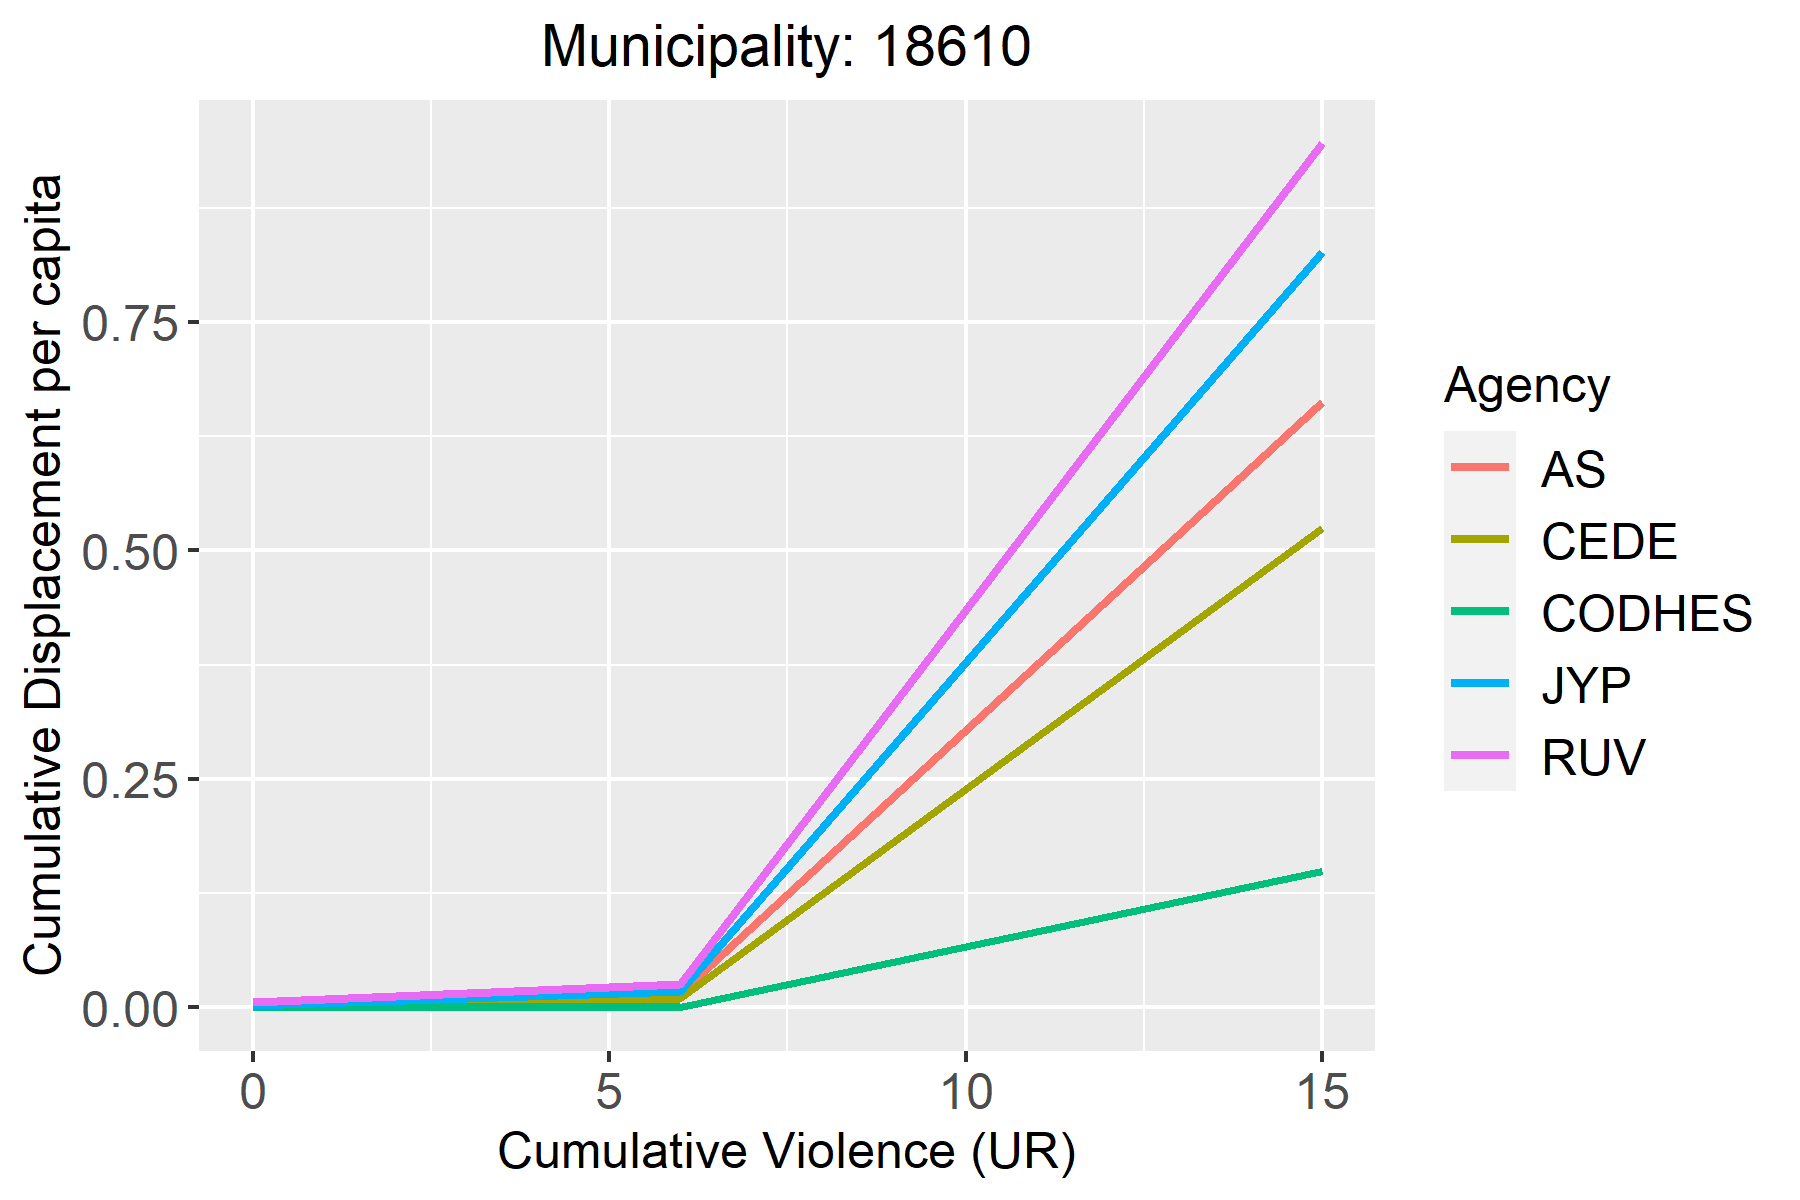 Municipality: 18610
Cumulative Displacement per capita
0.75
0.50
0.25
0.00
0 5 10 15
Cumulative Violence (UR)
Agency
AS
CEDE
CODHES
JYP
RUV